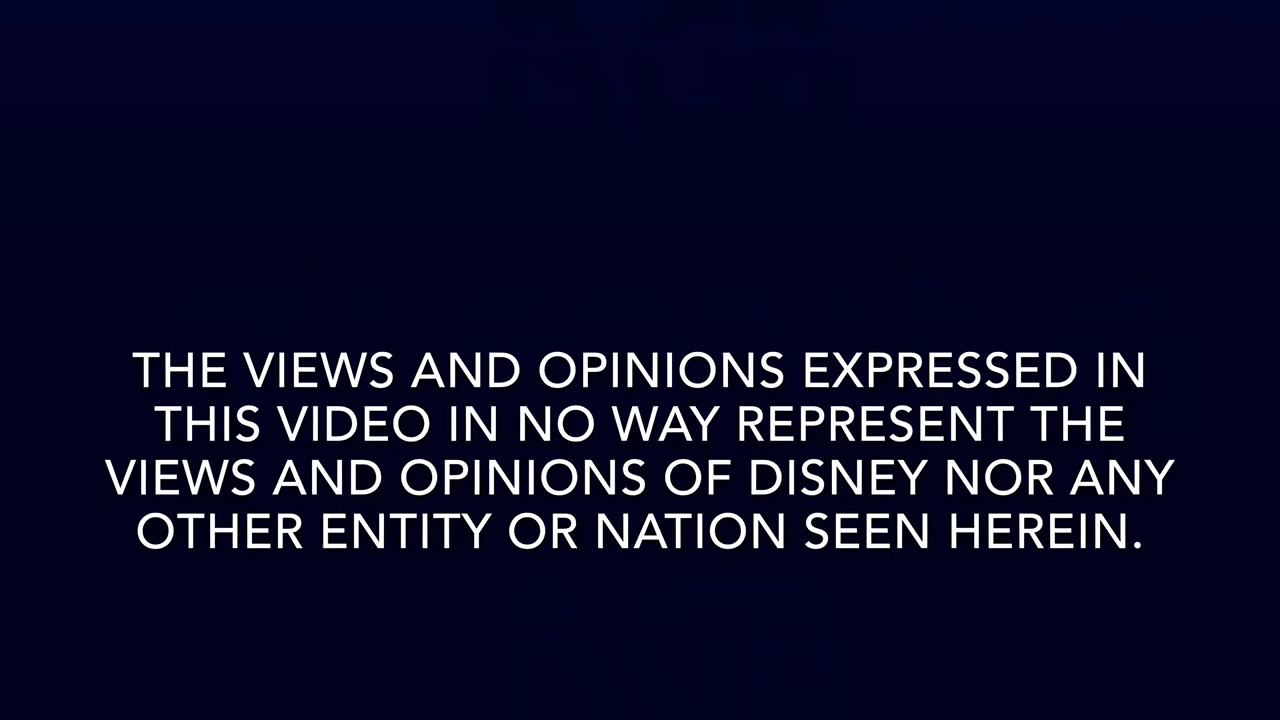 THE VIEWS AND OPINIONS EXPRESSED IN
THIS VIDEO IN NO WAY REPRESENT THE
VIEWS AND OPINIONS OF DISNEY NOR ANY
OTHER ENTITY OR NATION SEEN HEREIN.